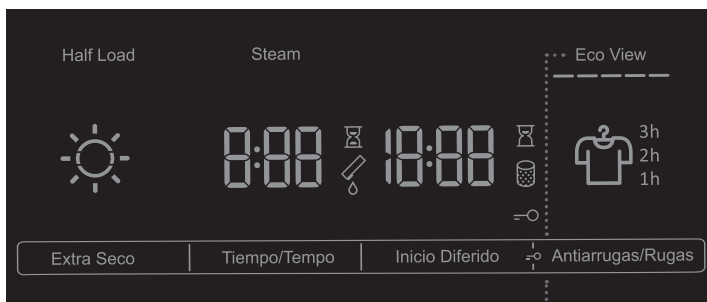 Half Load
Steam
Eco View
8:88
18:88
3h
2h
1h
Extra Seco
Tiempo/Tempo
Inicio Diferido
Antiarrugas/Rugas